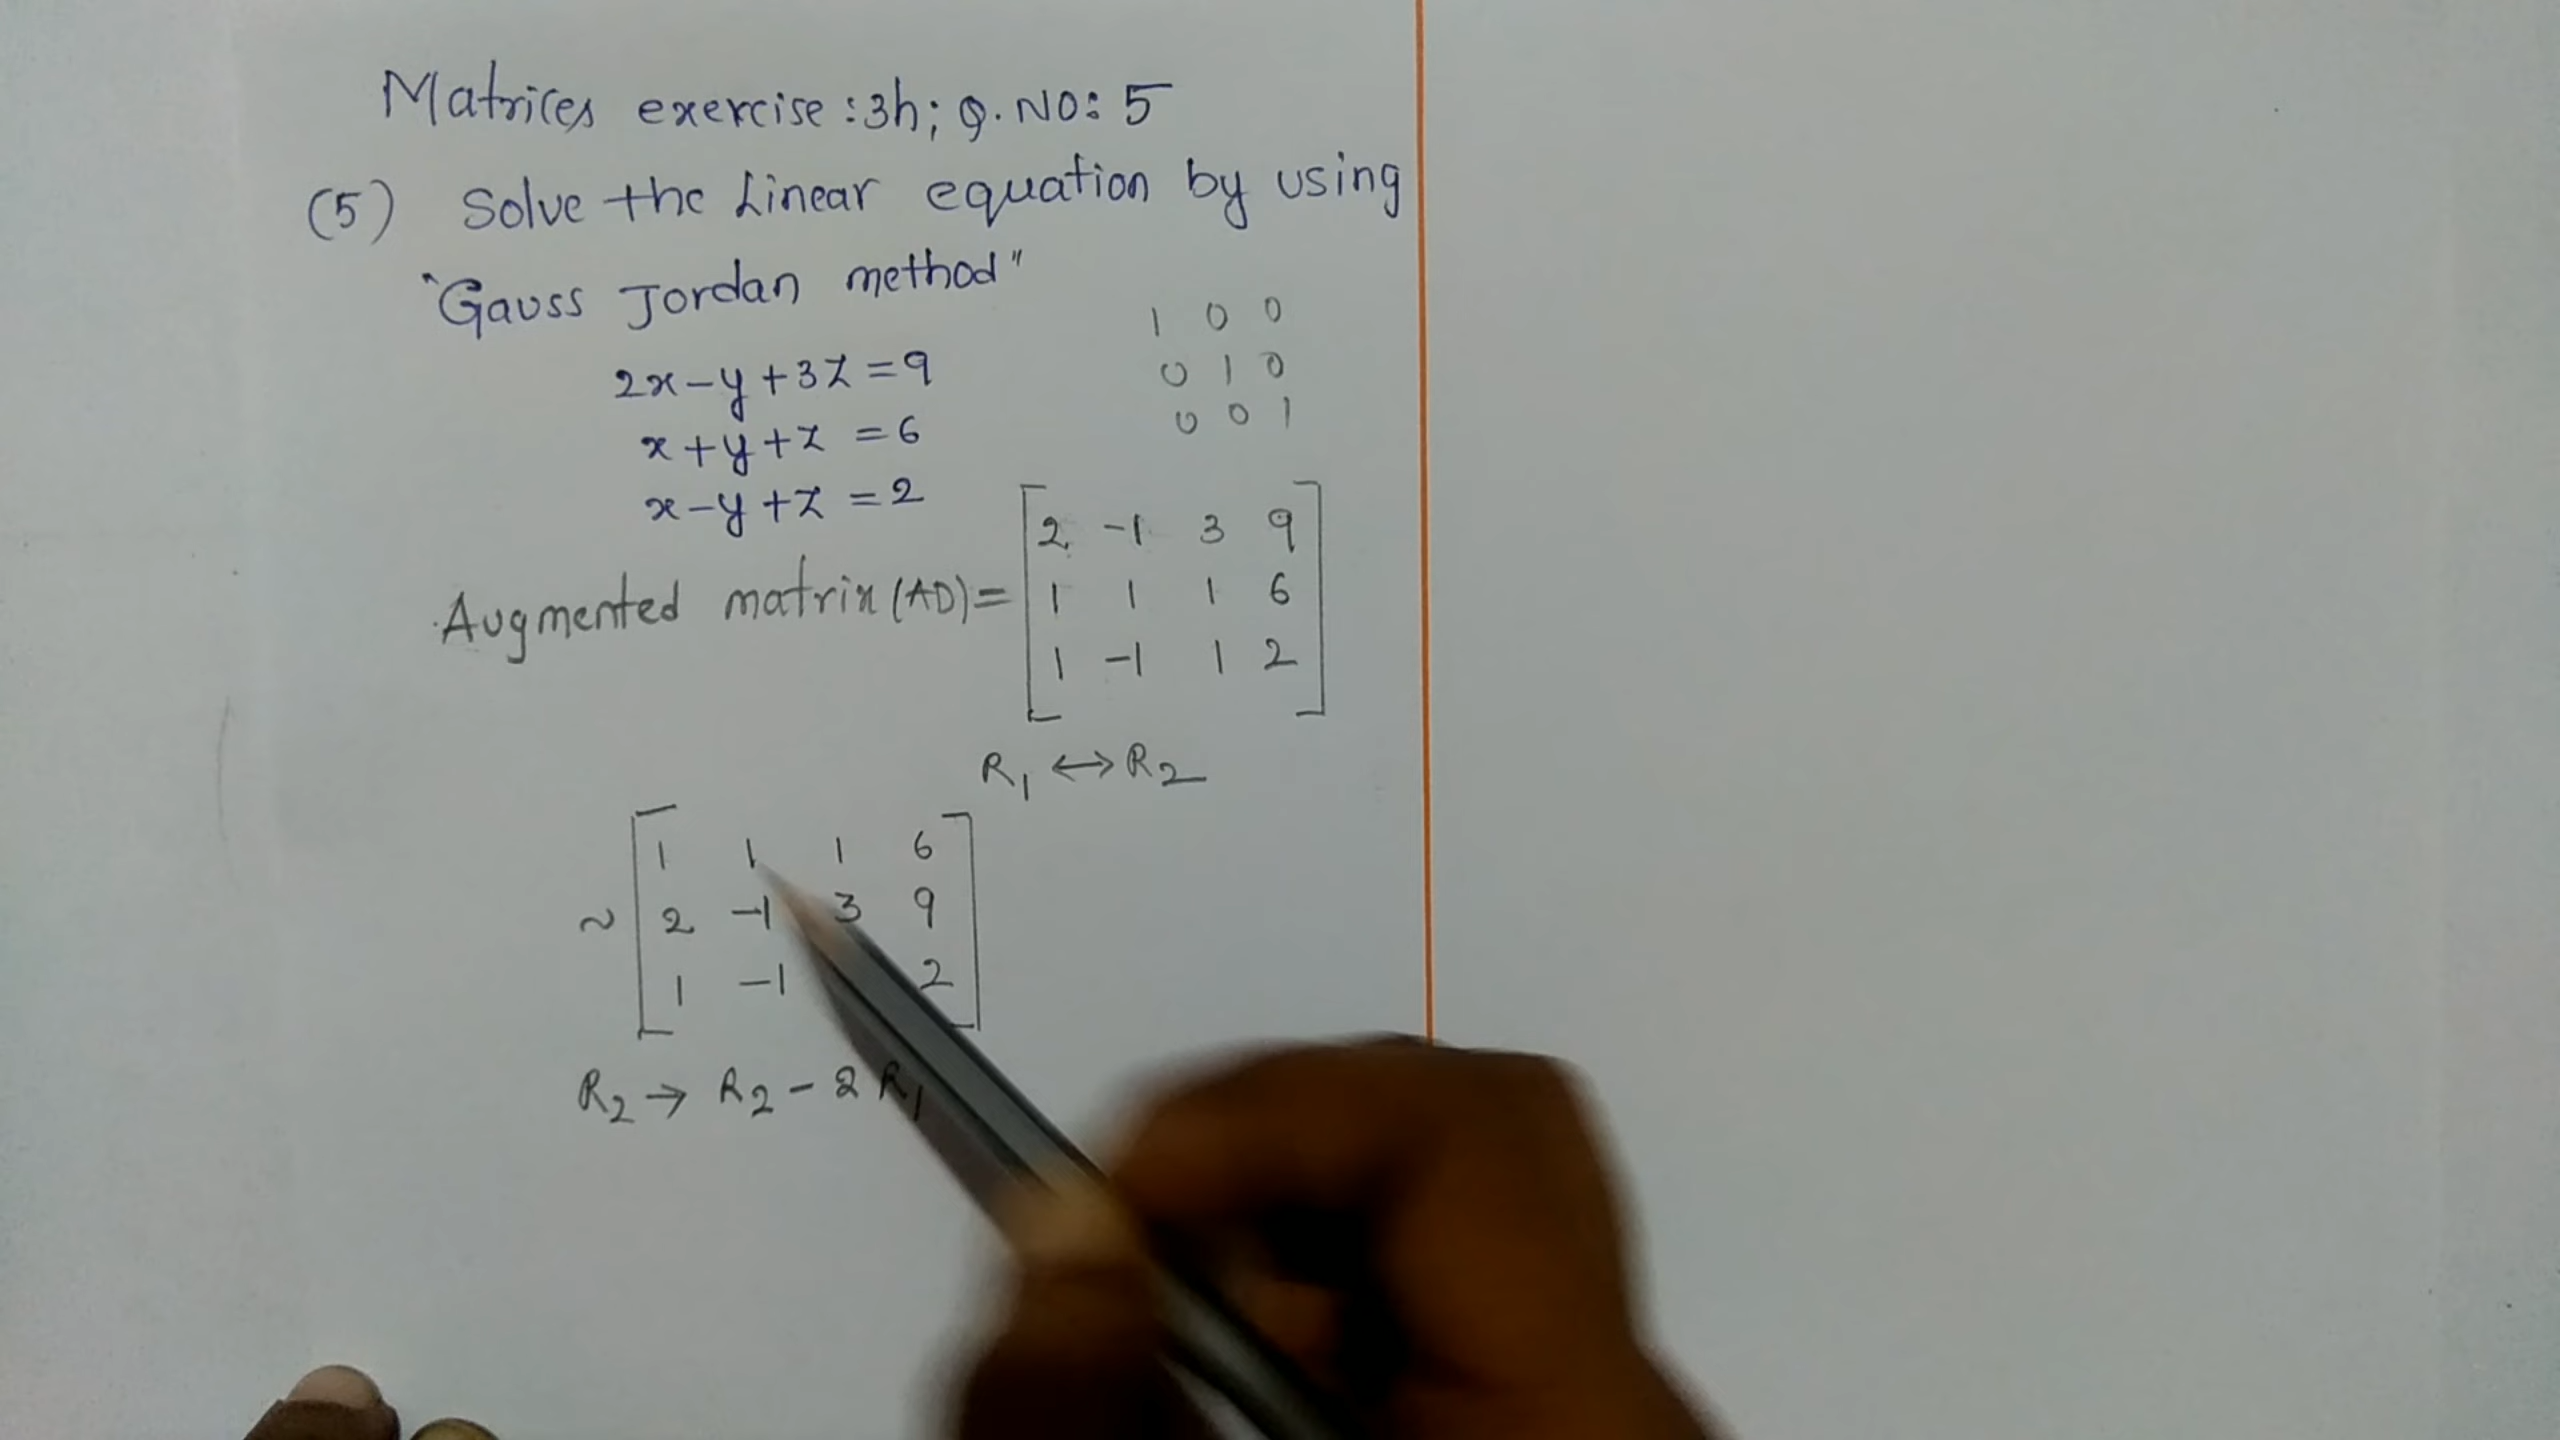 Matrices exercise:3h; Q.NO: 5
(5) Solve the Linear equation by using
"Gauss Jordan method"
2x-y+3z=9
x+y+z =6
x-y+z =2
1 0 0
0 1 0
0 0 1
Augmented matrix (AD)=
2 -1 3 9
1 1 1 6
1 -1 1 2
R1 ↔ R2
~
1 1 1 6
2 -1 3 9
1 -1 2
R2 → R2 - 2 R1